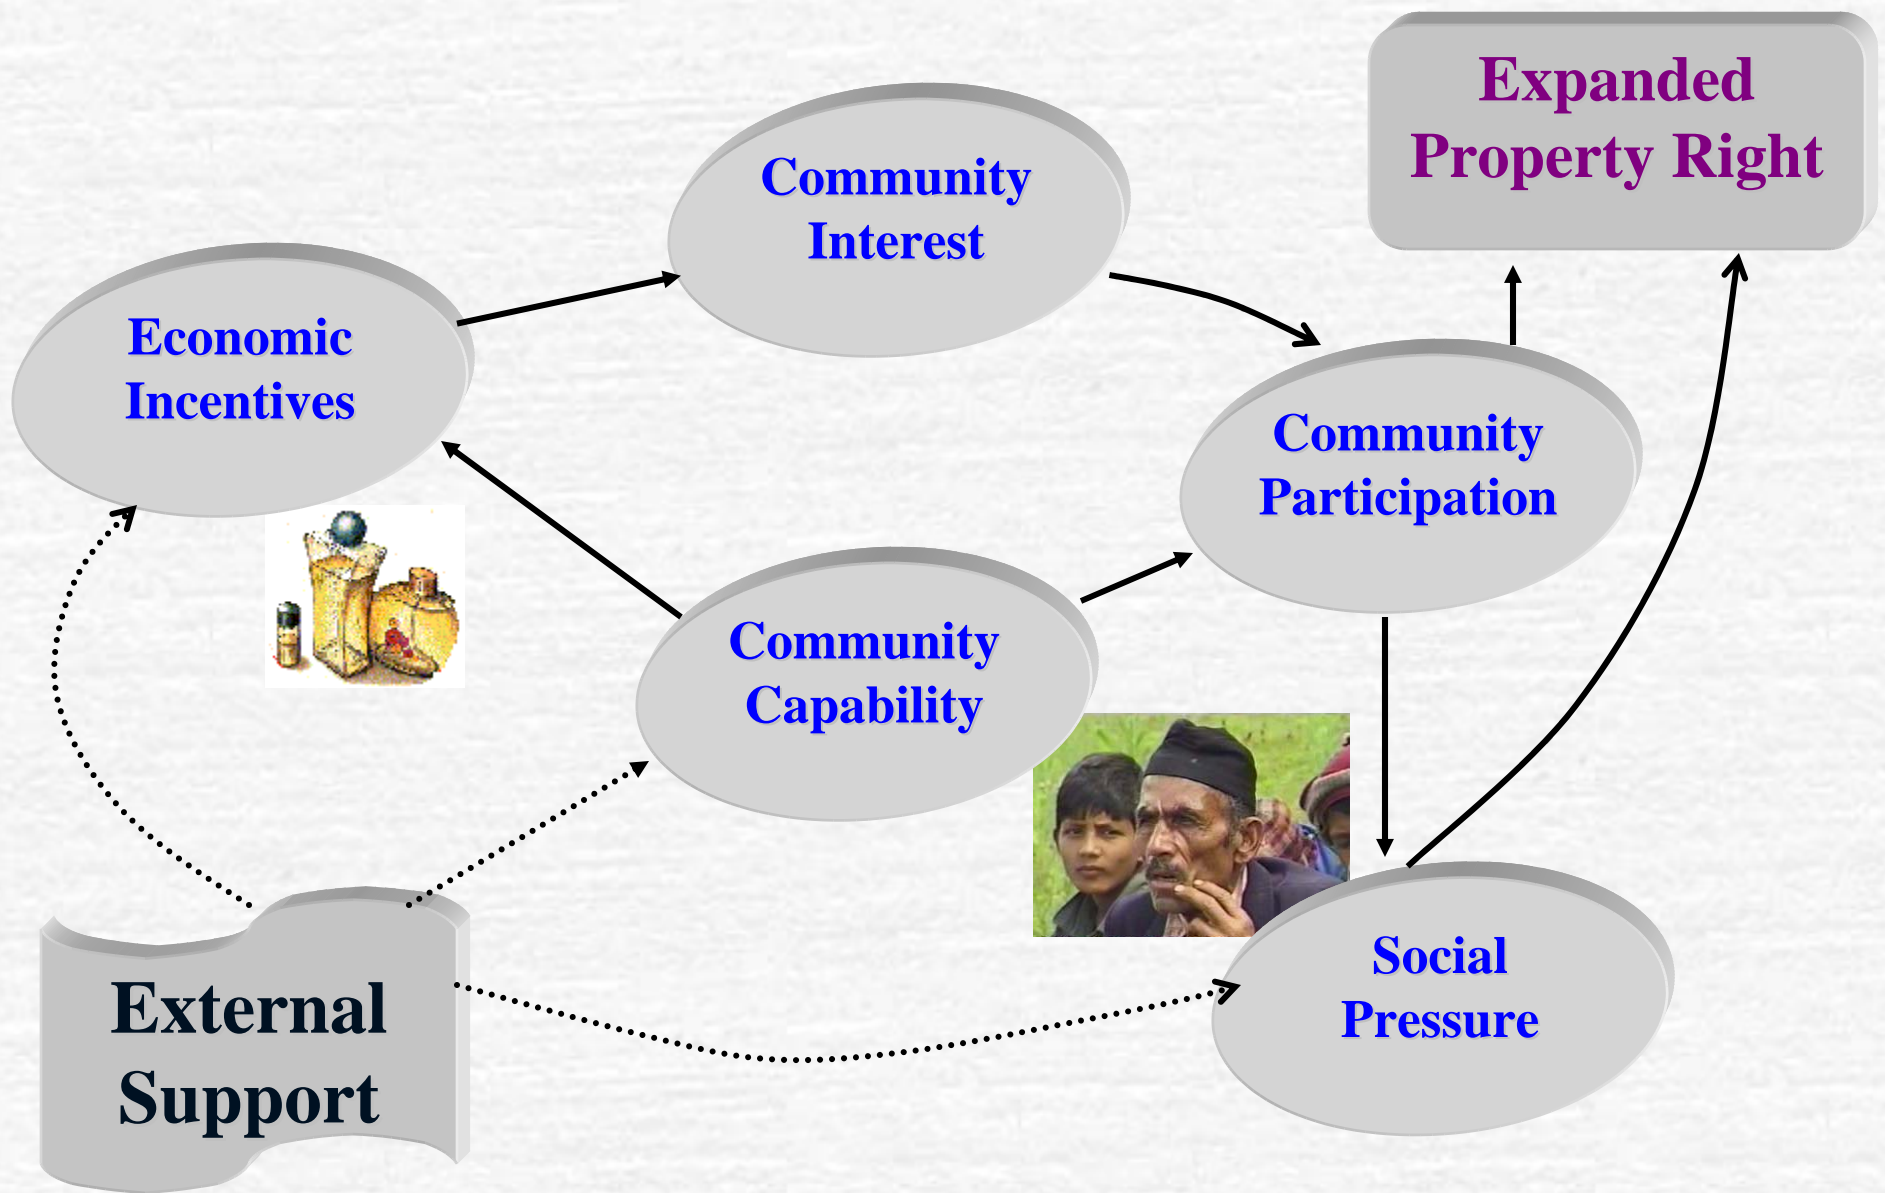 Expanded
Property Right
Community
Interest
Economic
Incentives
Community
Participation
Community
Capability
Social
Pressure
External
Support